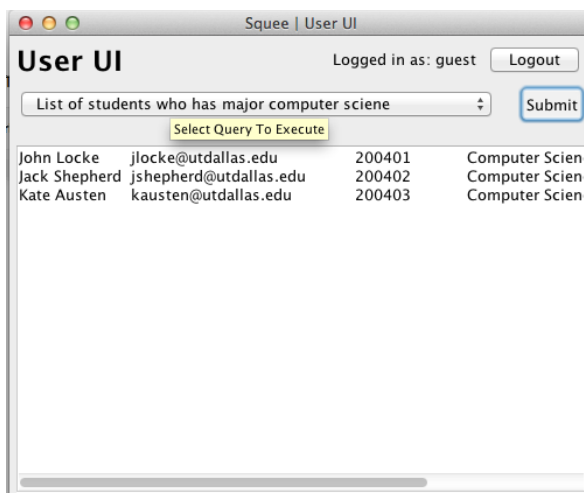 Squee | User UI
User UI
Logged in as: guest Logout
List of students who has major computer sciene Submit
Select Query To Execute
John Locke jlocke@utdallas.edu 200401 Computer Scien
Jack Shepherd jshepherd@utdallas.edu 200402 Computer Scien
Kate Austen kausten@utdallas.edu 200403 Computer Scien